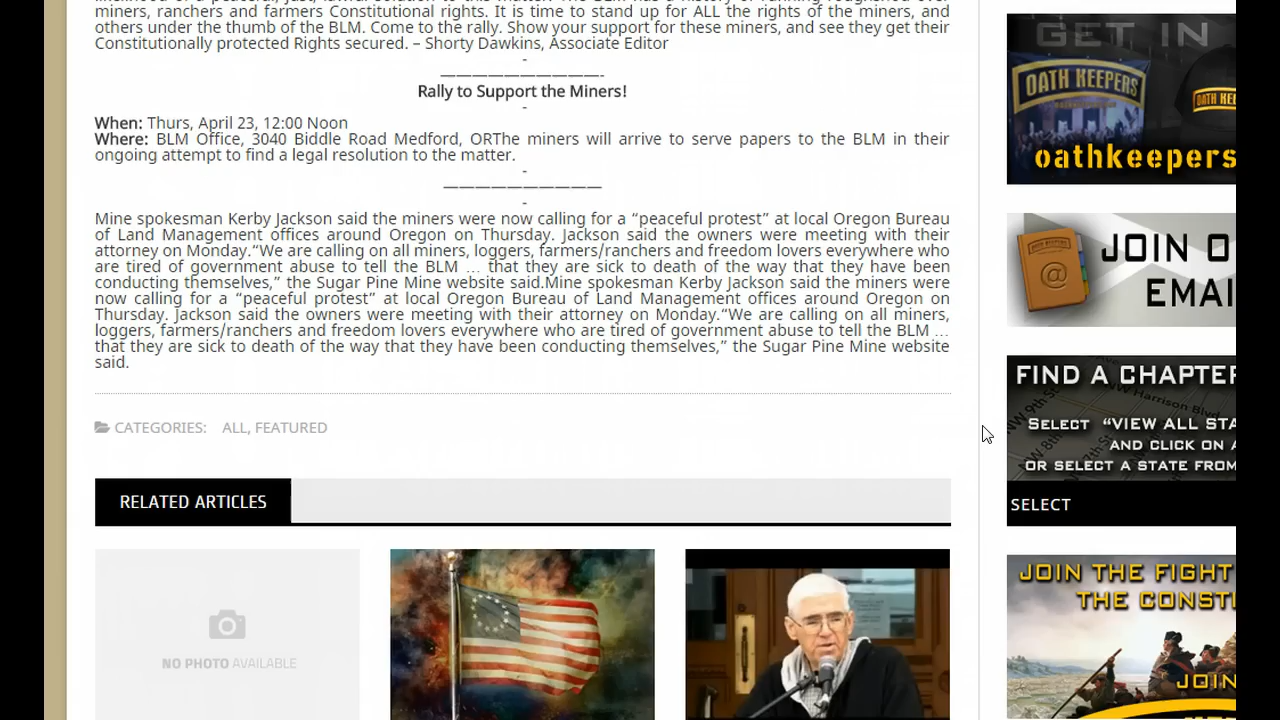 miners, ranchers and farmers Constitutional rights. It is time to stand up for ALL the rights of the miners, and
others under the thumb of the BLM. Come to the rally. Show your support for these miners, and see they get their
Constitutionally protected Rights secured. – Shorty Dawkins, Associate Editor
-
——————————-
Rally to Support the Miners!
-
When: Thurs, April 23, 12:00 Noon
Where: BLM Office, 3040 Biddle Road Medford, ORThe miners will arrive to serve papers to the BLM in their
ongoing attempt to find a legal resolution to the matter.
-
——————————
-
Mine spokesman Kerby Jackson said the miners were now calling for a “peaceful protest” at local Oregon Bureau
of Land Management offices around Oregon on Thursday. Jackson said the owners were meeting with their
attorney on Monday.“We are calling on all miners, loggers, farmers/ranchers and freedom lovers everywhere who
are tired of government abuse to tell the BLM … that they are sick to death of the way that they have been
conducting themselves,” the Sugar Pine Mine website said.Mine spokesman Kerby Jackson said the miners were
now calling for a “peaceful protest” at local Oregon Bureau of Land Management offices around Oregon on
Thursday. Jackson said the owners were meeting with their attorney on Monday.“We are calling on all miners,
loggers, farmers/ranchers and freedom lovers everywhere who are tired of government abuse to tell the BLM …
that they are sick to death of the way that they have been conducting themselves,” the Sugar Pine Mine website
said.
CATEGORIES: ALL, FEATURED
RELATED ARTICLES
NO PHOTO AVAILABLE
GET IN
OATH KEEPERS
OATH KE
oathkeepers
JOIN O
EMAI
FIND A CHAPTER
SELECT “VIEW ALL STA
AND CLICK ON A
OR SELECT A STATE FROM
SELECT
JOIN THE FIGHT
THE CONST
JOIN